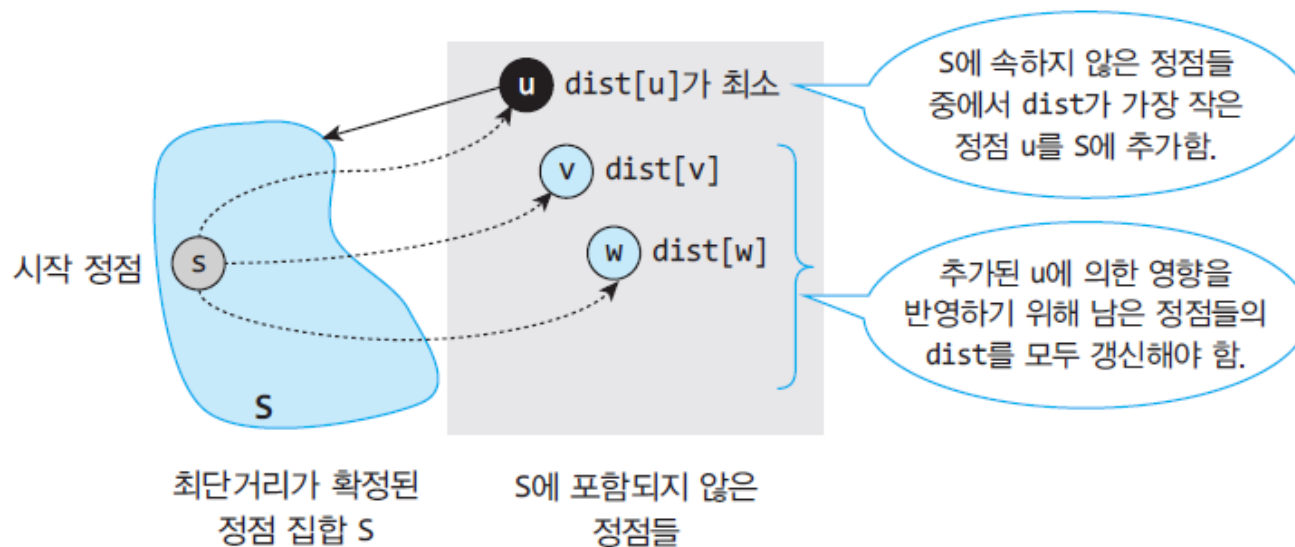 u dist[u]가 최소
S에 속하지 않은 정점들
중에서 dist가 가장 작은
정점 u를 S에 추가함.
v dist[v]
w dist[w]
시작 정점 s
추가된 u에 의한 영향을
반영하기 위해 남은 정점들의
dist를 모두 갱신해야 함.
S
최단거리가 확정된
정점 집합 S
S에 포함되지 않은
정점들